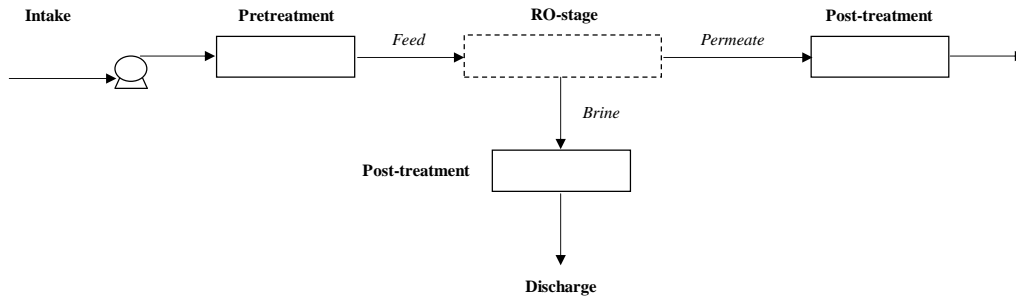 Intake
Pretreatment
RO-stage
Post-treatment
Feed
Permeate
Brine
Post-treatment
Discharge